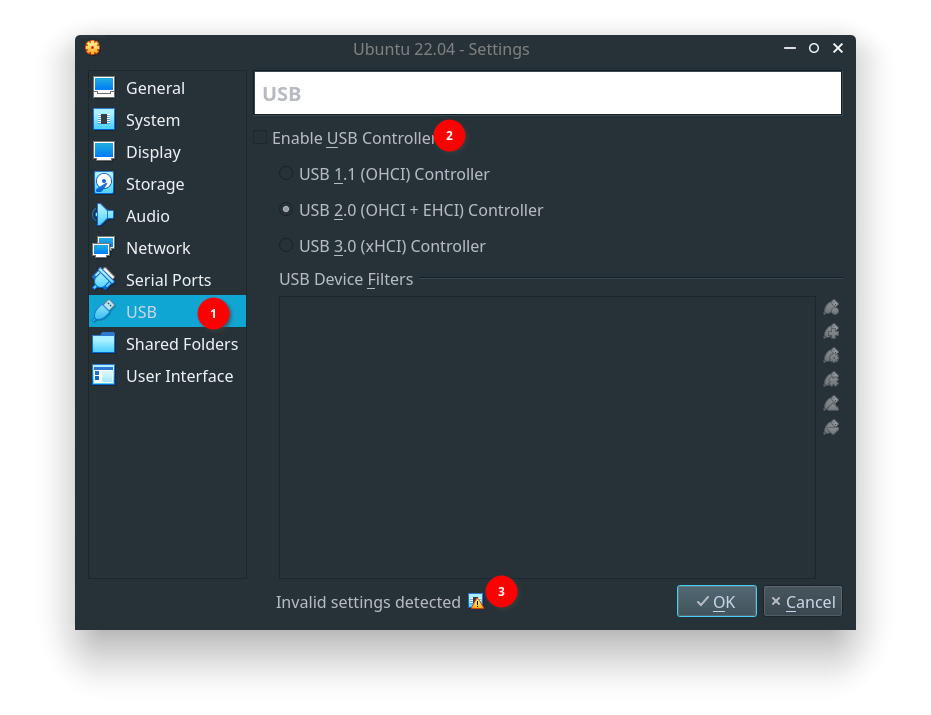 Ubuntu 22.04 - Settings
General
System
Display
Storage
Audio
Network
Serial Ports
USB 1
Shared Folders
User Interface
USB
Enable USB Controller 2
USB 1.1 (OHCI) Controller
USB 2.0 (OHCI + EHCI) Controller
USB 3.0 (xHCI) Controller
USB Device Filters
Invalid settings detected 3
OK
Cancel